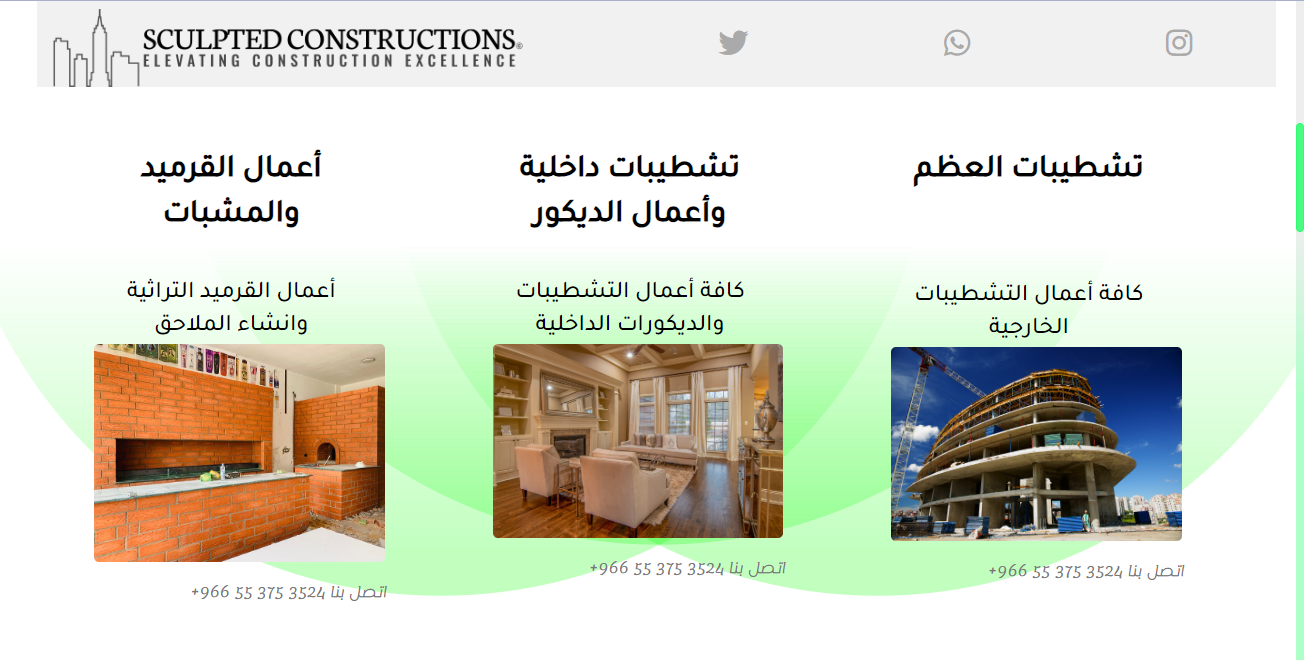 SCULPTED CONSTRUCTIONS®
ELEVATING CONSTRUCTION EXCELLENCE
تشطيبات العظم
كافة أعمال التشطيبات
الخارجية
اتصل بنا 3524 375 55 966+
تشطيبات داخلية
وأعمال الديكور
كافة أعمال التشطيبات
والديكورات الداخلية
اتصل بنا 3524 375 55 966+
أعمال القرميد
والمشبات
أعمال القرميد التراثية
وانشاء الملاحق
اتصل بنا 3524 375 55 966+